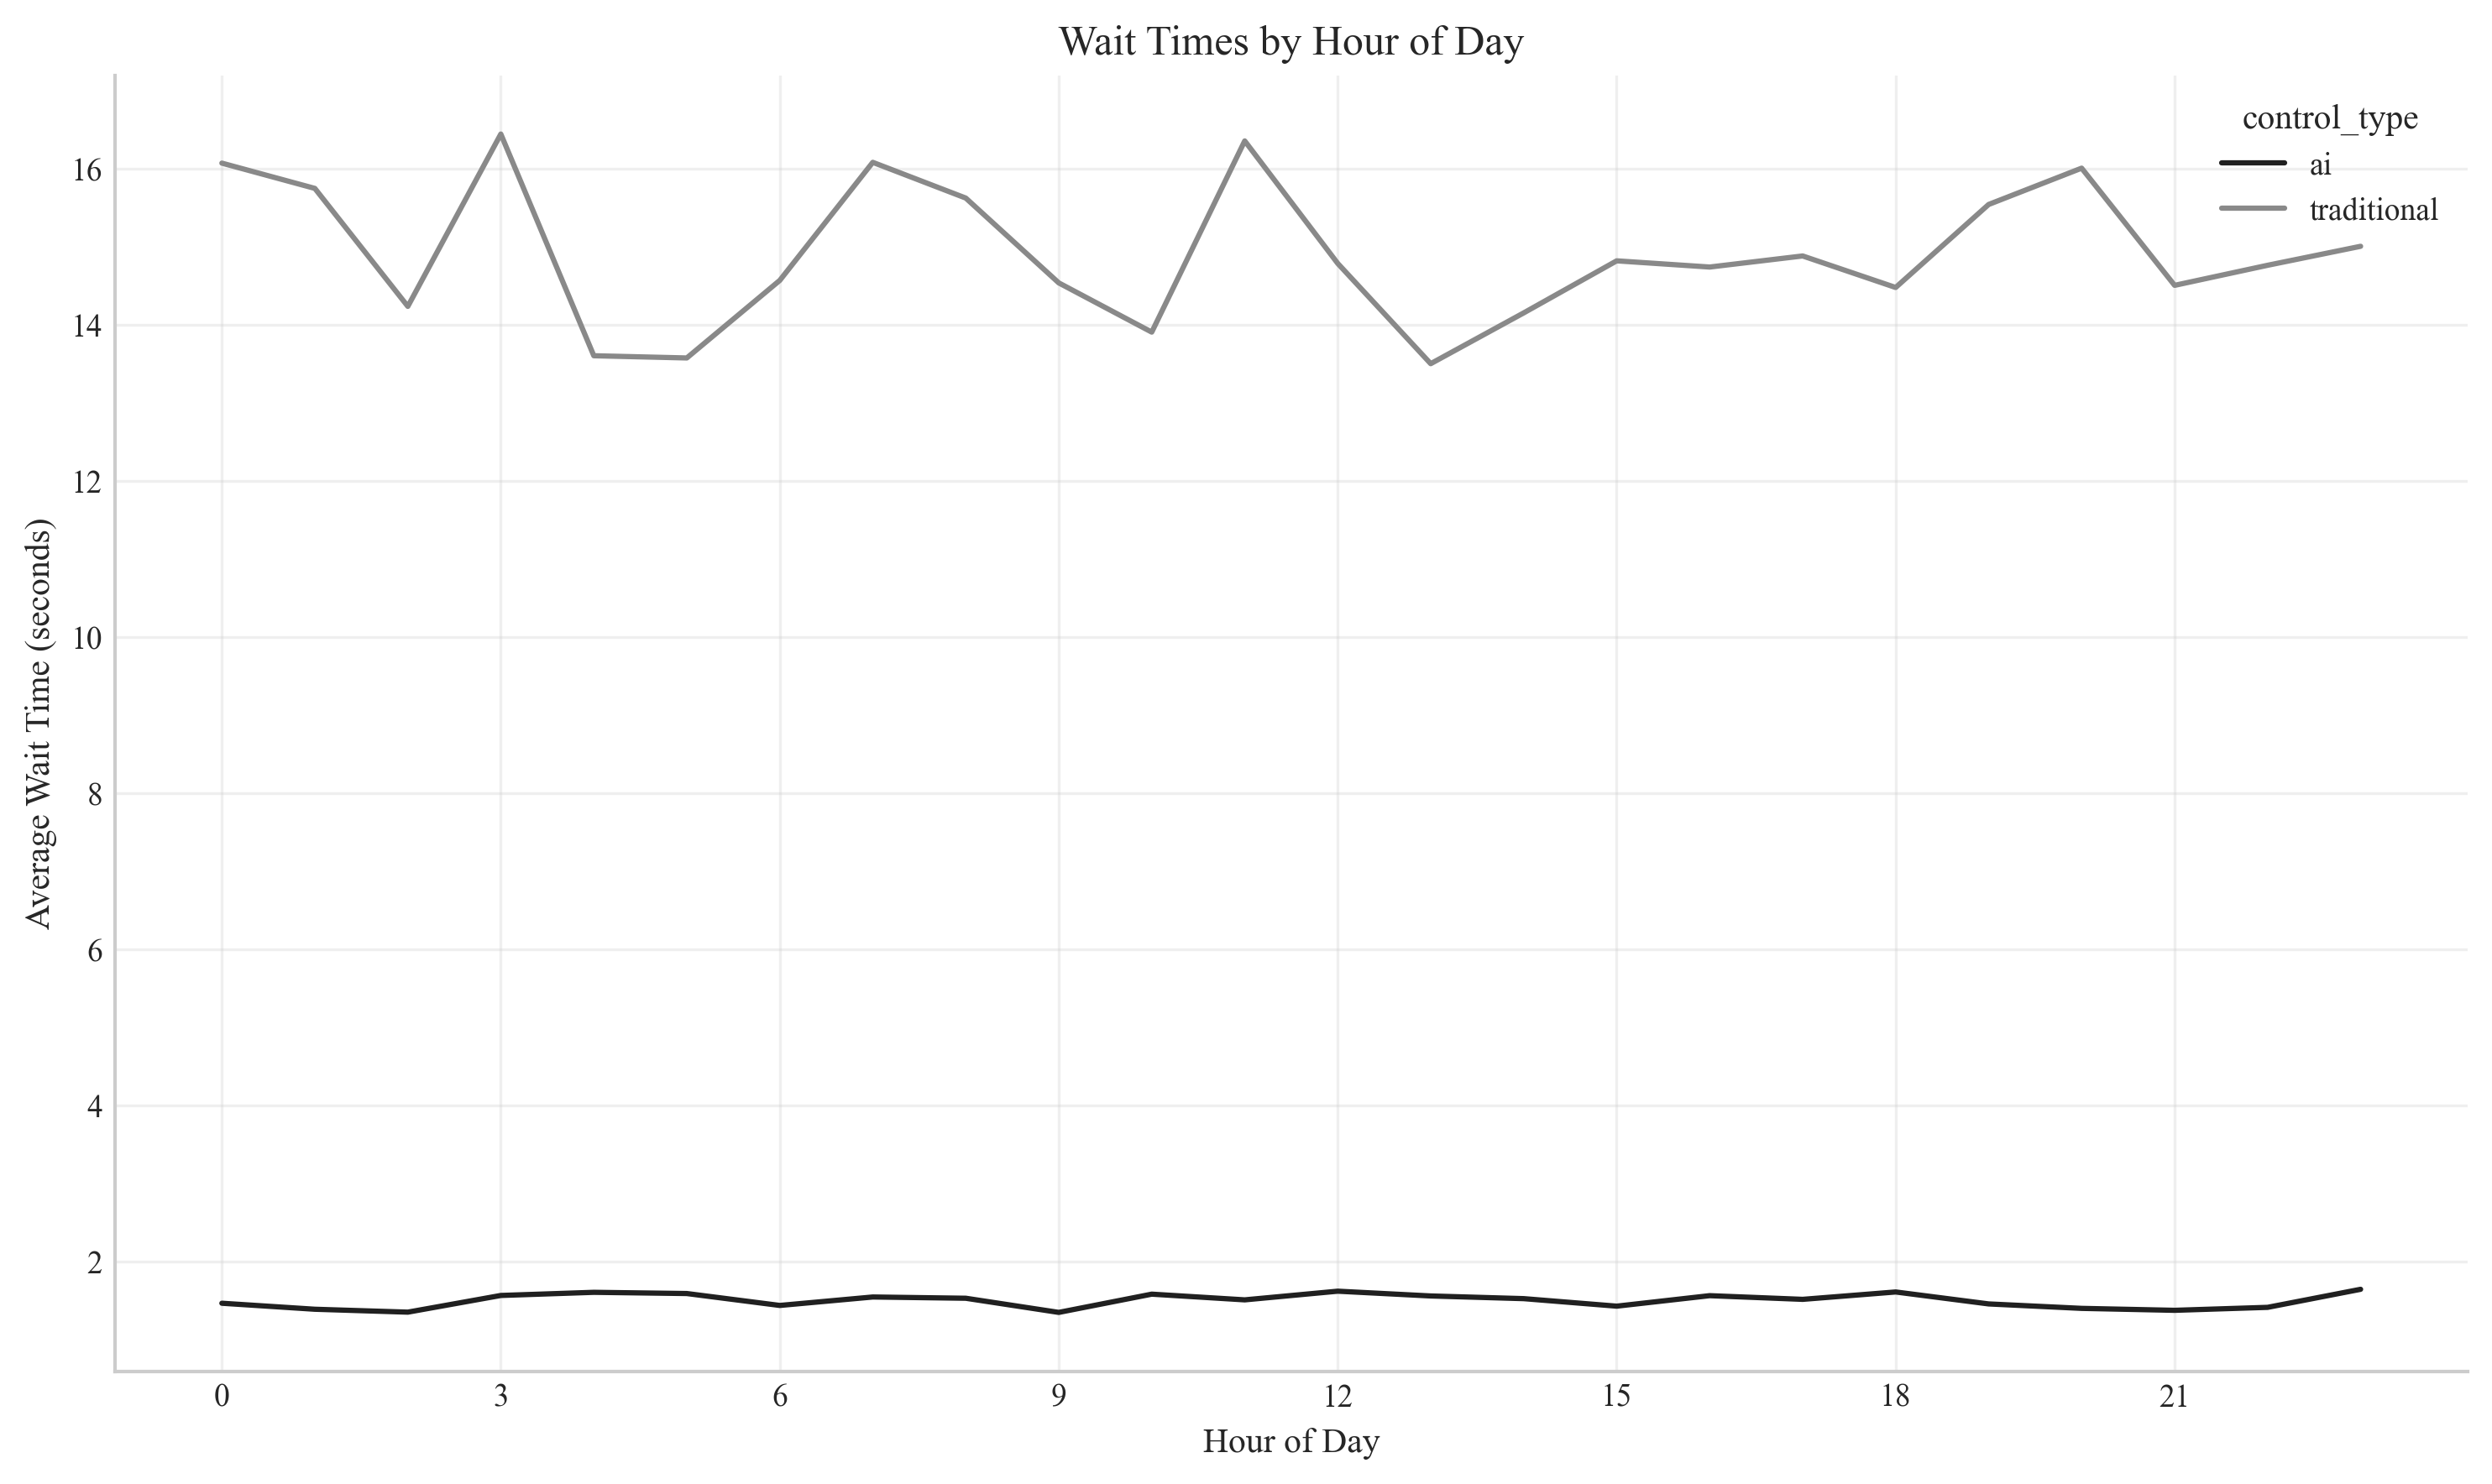 Wait Times by Hour of Day
control_type
ai
traditional
16
14
12
10
8
6
4
2
Average Wait Time (seconds)
0 3 6 9 12 15 18 21
Hour of Day